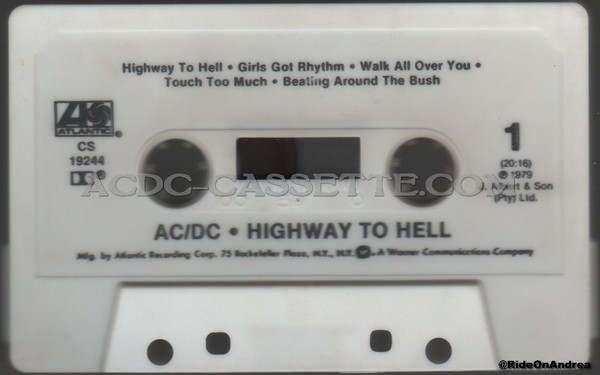 Highway To Hell • Girls Got Rhythm • Walk All Over You •
Touch Too Much • Beating Around The Bush
ATLANTIC
CS
19244
DD®
1
(20:16)
℗ 1979
J. Albert & Son
(Pty) Ltd.
ACDC-CASSETTE.COM
AC/DC • HIGHWAY TO HELL
Mfg. by Atlantic Recording Corp. 75 Rockefeller Plaza, N.Y., N.Y. A Warner Communications Company
@RideOnAndrea